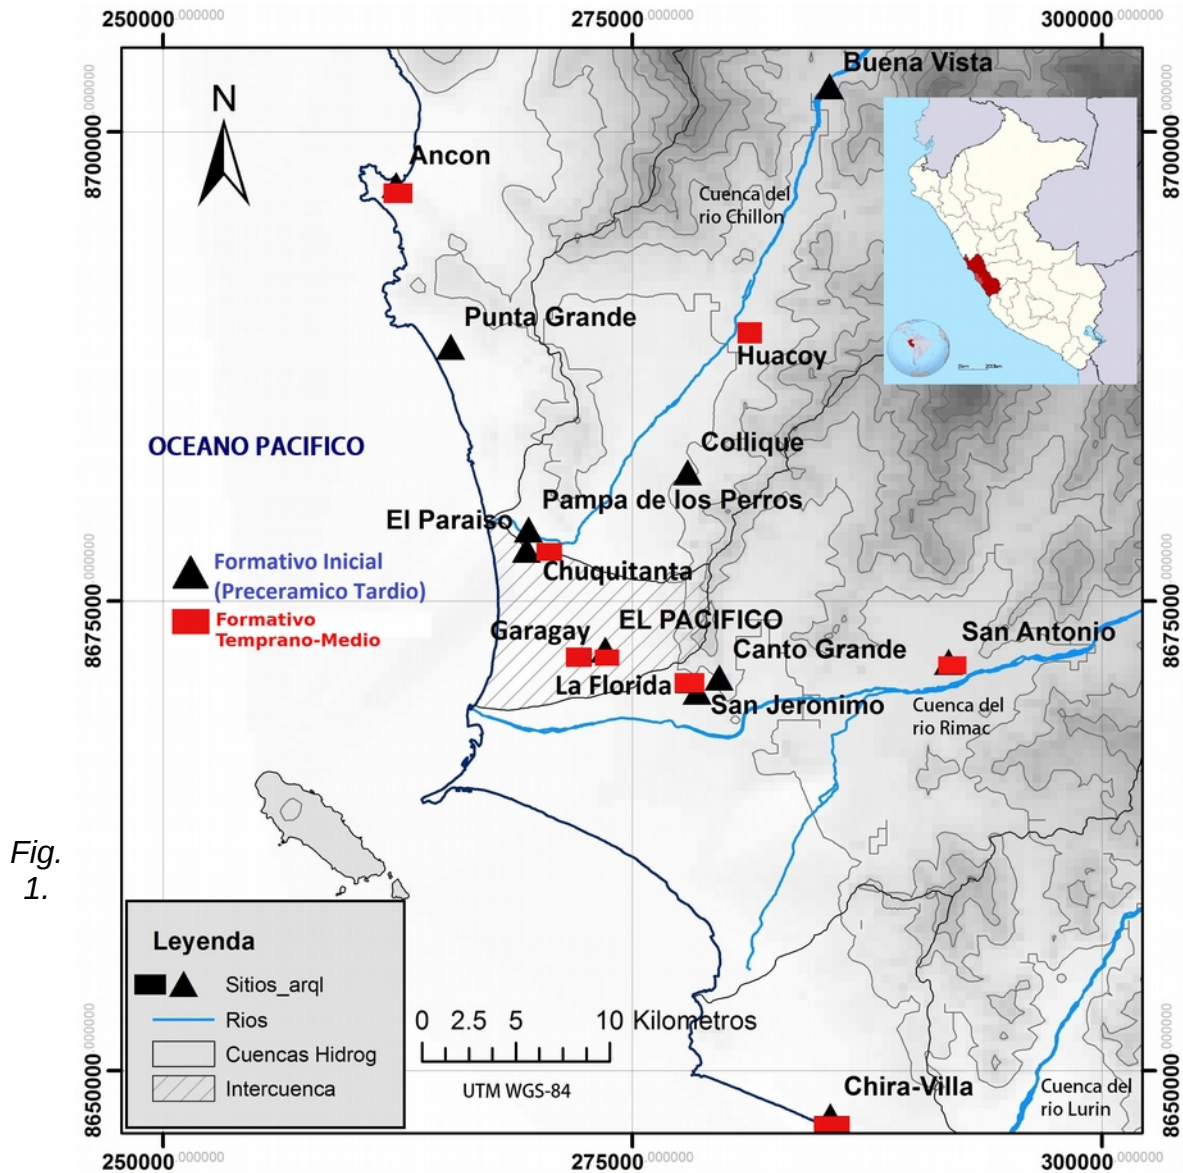 250000.000000 275000.000000 300000.000000
Buena Vista
N
8700000.000000
8700000.000000
Ancon
Cuenca del
rio Chillon
Punta Grande
Huacoy
OCEANO PACIFICO
Collique
Pampa de los Perros
El Paraiso
Formativo Inicial
(Preceramico Tardio)
Chuquitanta
8675000.000000
8675000.000000
Formativo
Temprano-Medio
EL PACIFICO
Garagay
San Antonio
Canto Grande
La Florida
San Jeronimo
Cuenca del
rio Rimac
Fig.
1.
Leyenda
Sitios_arql
Rios
Cuencas Hidrog
Intercuenca
0 2.5 5 10 Kilometros
UTM WGS-84
8650000.000000
8650000.000000
Chira-Villa
Cuenca del
rio Lurin
250000.000000 275000.000000 300000.000000